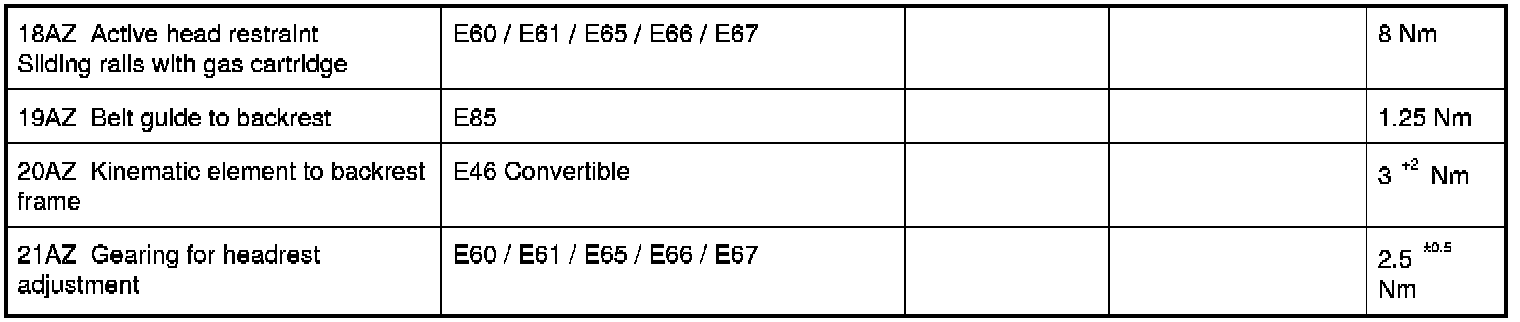 18AZ Active head restraint E60 / E61 / E65 / E66 / E67 8 Nm
Sliding rails with gas cartridge
19AZ Belt guide to backrest E85 1.25 Nm
20AZ Kinematic element to backrest E46 Convertible 3 +2 Nm
frame
21AZ Gearing for headrest E60 / E61 / E65 / E66 / E67 2.5 ±0.5
adjustment Nm